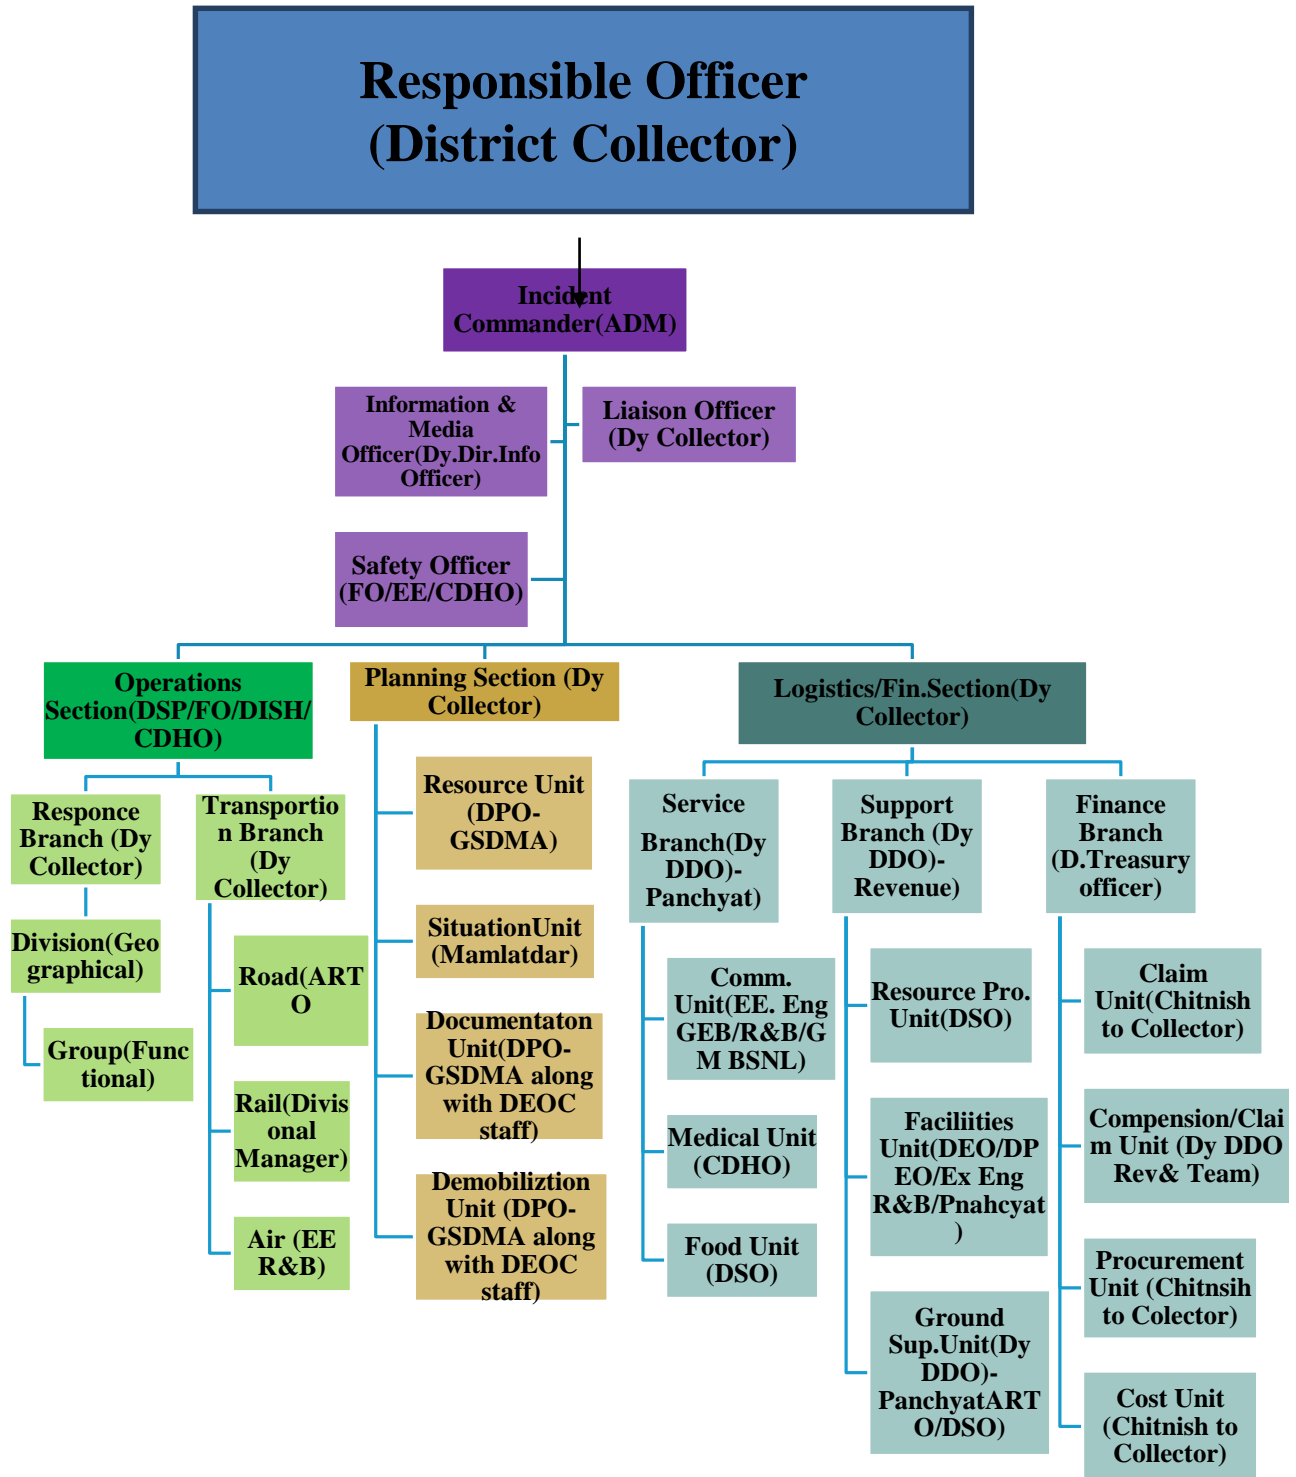 Responsible Officer
(District Collector)
Incident
Commander(ADM)
Information &
Media
Officer(Dy.Dir.Info
Officer)
Liaison Officer
(Dy Collector)
Safety Officer
(FO/EE/CDHO)
Operations
Section(DSP/FO/DISH/
CDHO)
Planning Section (Dy
Collector)
Logistics/Fin.Section(Dy
Collector)
Responce
Branch (Dy
Collector)
Division(Geo
graphical)
Group(Func
tional)
Transportio
n Branch
(Dy
Collector)
Road(ART
O
Rail(Divis
ional
Manager)
Air (EE
R&B)
Resource Unit
(DPO-
GSDMA)
SituationUnit
(Mamlatdar)
Documentaton
Unit(DPO-
GSDMA along
with DEOC
staff)
Demobiliztion
Unit (DPO-
GSDMA along
with DEOC
staff)
Service
Branch(Dy
DDO)-
Panchyat)
Comm.
Unit(EE. Eng
GEB/R&B/G
M BSNL)
Medical Unit
(CDHO)
Food Unit
(DSO)
Support
Branch (Dy
DDO)-
Revenue)
Resource Pro.
Unit(DSO)
Faciliities
Unit(DEO/DP
EO/Ex Eng
R&B/Pnahcyat
)
Ground
Sup.Unit(Dy
DDO)-
PanchyatART
O/DSO)
Finance
Branch
(D.Treasury
officer)
Claim
Unit(Chitnish
to Collector)
Compension/Clai
m Unit (Dy DDO
Rev& Team)
Procurement
Unit (Chitnsih
to Colector)
Cost Unit
(Chitnish to
Collector)